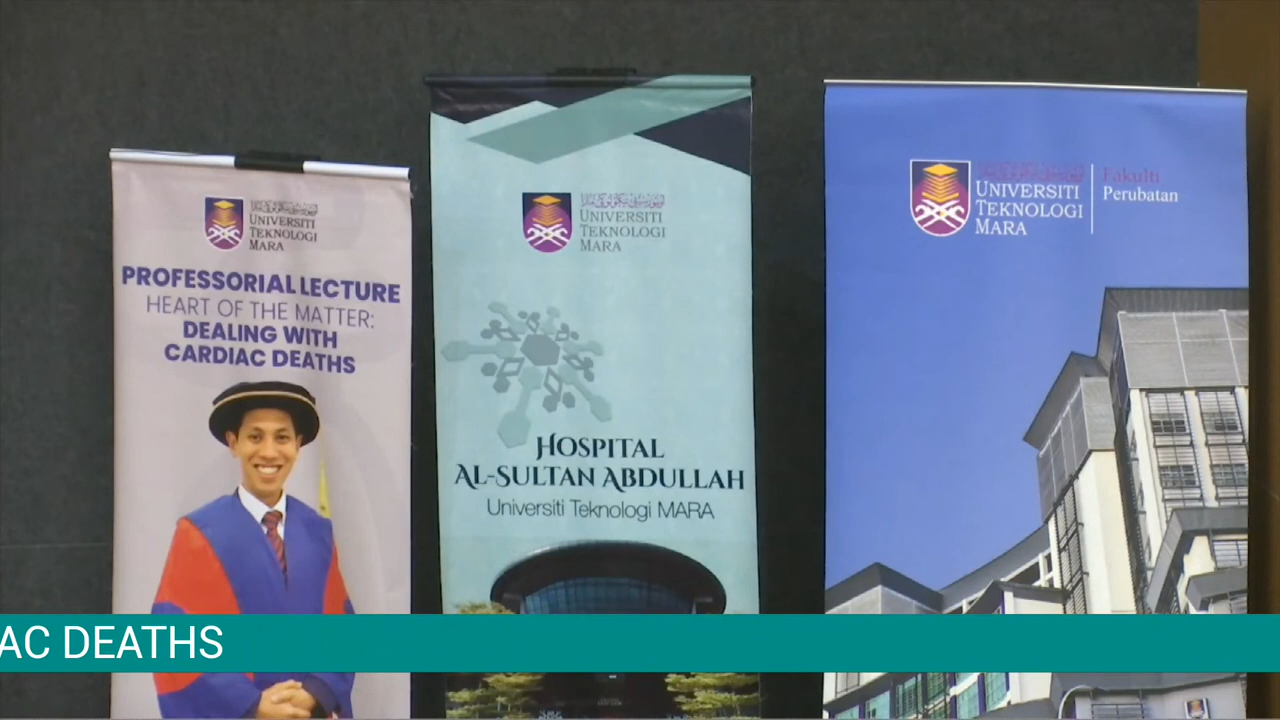 UNIVERSITI
TEKNOLOGI
MARA
PROFESSORIAL LECTURE
HEART OF THE MATTER:
DEALING WITH
CARDIAC DEATHS
UNIVERSITI
TEKNOLOGI
MARA
HOSPITAL
AL-SULTAN ABDULLAH
Universiti Teknologi MARA
UNIVERSITI
TEKNOLOGI
MARA
Fakulti
Perubatan
AC DEATHS